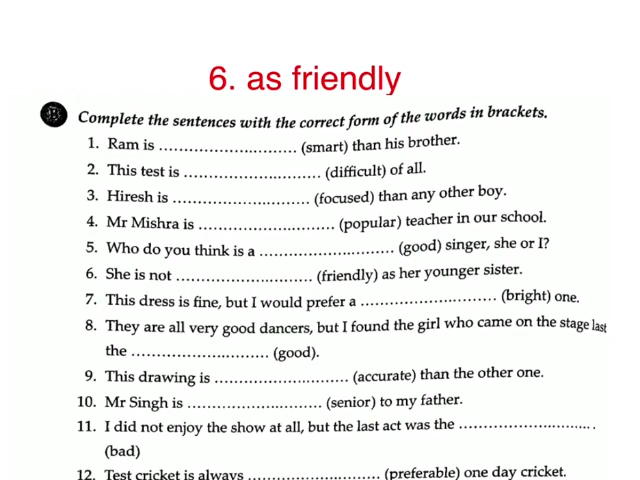 6. as friendly
Complete the sentences with the correct form of the words in brackets.
1. Ram is ............................ (smart) than his brother.
2. This test is ............................ (difficult) of all.
3. Hiresh is ............................ (focused) than any other boy.
4. Mr Mishra is ............................ (popular) teacher in our school.
5. Who do you think is a ............................ (good) singer, she or I?
6. She is not ............................ (friendly) as her younger sister.
7. This dress is fine, but I would prefer a ............................ (bright) one.
8. They are all very good dancers, but I found the girl who came on the stage last
the ............................ (good).
9. This drawing is ............................ (accurate) than the other one.
10. Mr Singh is ............................ (senior) to my father.
11. I did not enjoy the show at all, but the last act was the ............................
(bad)
12. Test cricket is always ............................ (preferable) one day cricket.